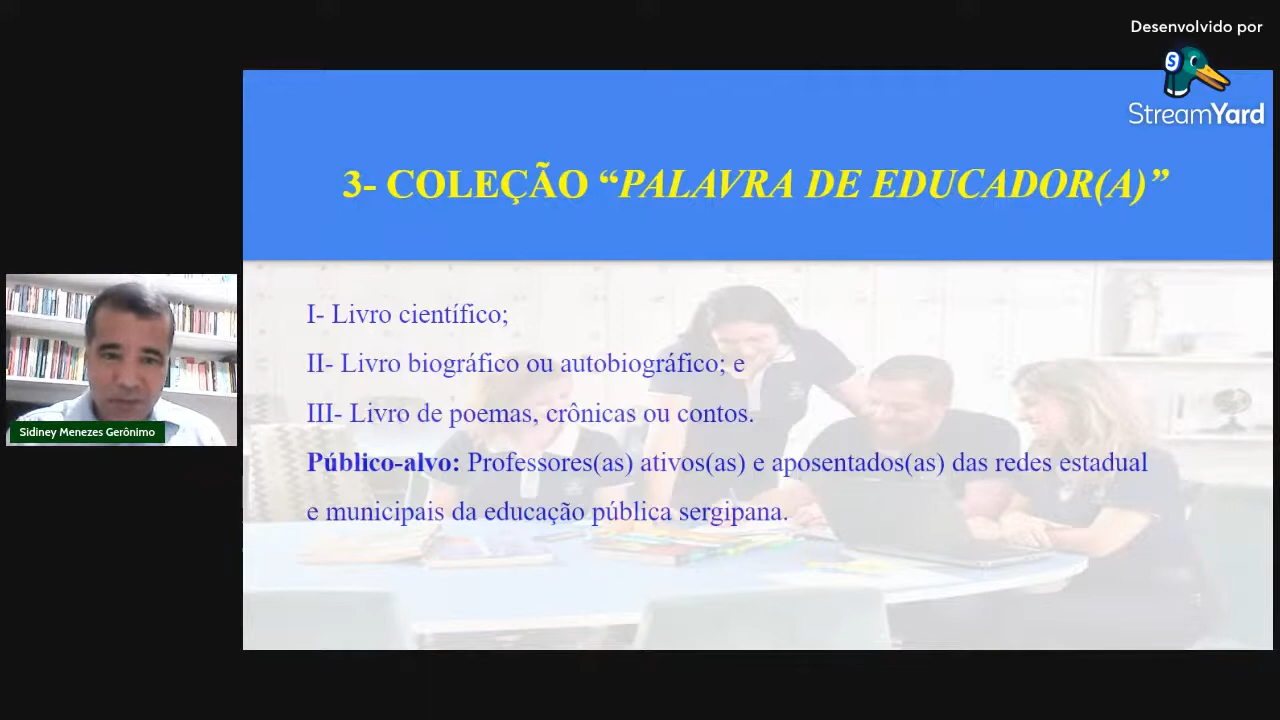 Desenvolvido por
S
StreamYard
3- COLEÇÃO “PALAVRA DE EDUCADOR(A)”
I- Livro científico;
II- Livro biográfico ou autobiográfico; e
III- Livro de poemas, crônicas ou contos.
Público-alvo: Professores(as) ativos(as) e aposentados(as) das redes estadual
e municipais da educação pública sergipana.
Sidiney Menezes Gerônimo